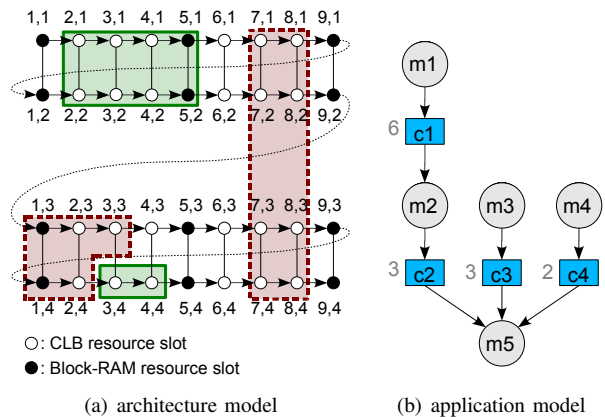 1,1 2,1 3,1 4,1 5,1 6,1 7,1 8,1 9,1
1,2 2,2 3,2 4,2 5,2 6,2 7,2 8,2 9,2
1,3 2,3 3,3 4,3 5,3 6,3 7,3 8,3 9,3
1,4 2,4 3,4 4,4 5,4 6,4 7,4 8,4 9,4
: CLB resource slot
: Block-RAM resource slot
(a) architecture model
m1
6 c1
m2 m3 m4
3 c2 3 c3 2 c4
m5
(b) application model